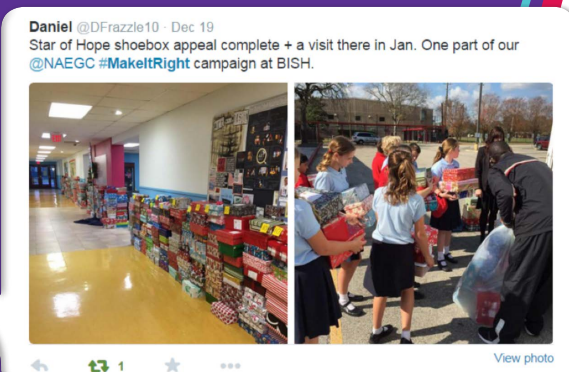 Daniel @DFrazzle10 · Dec 19
Star of Hope shoebox appeal complete + a visit there in Jan. One part of our
@NAEGC #MakeItRight campaign at BISH.
1
View photo